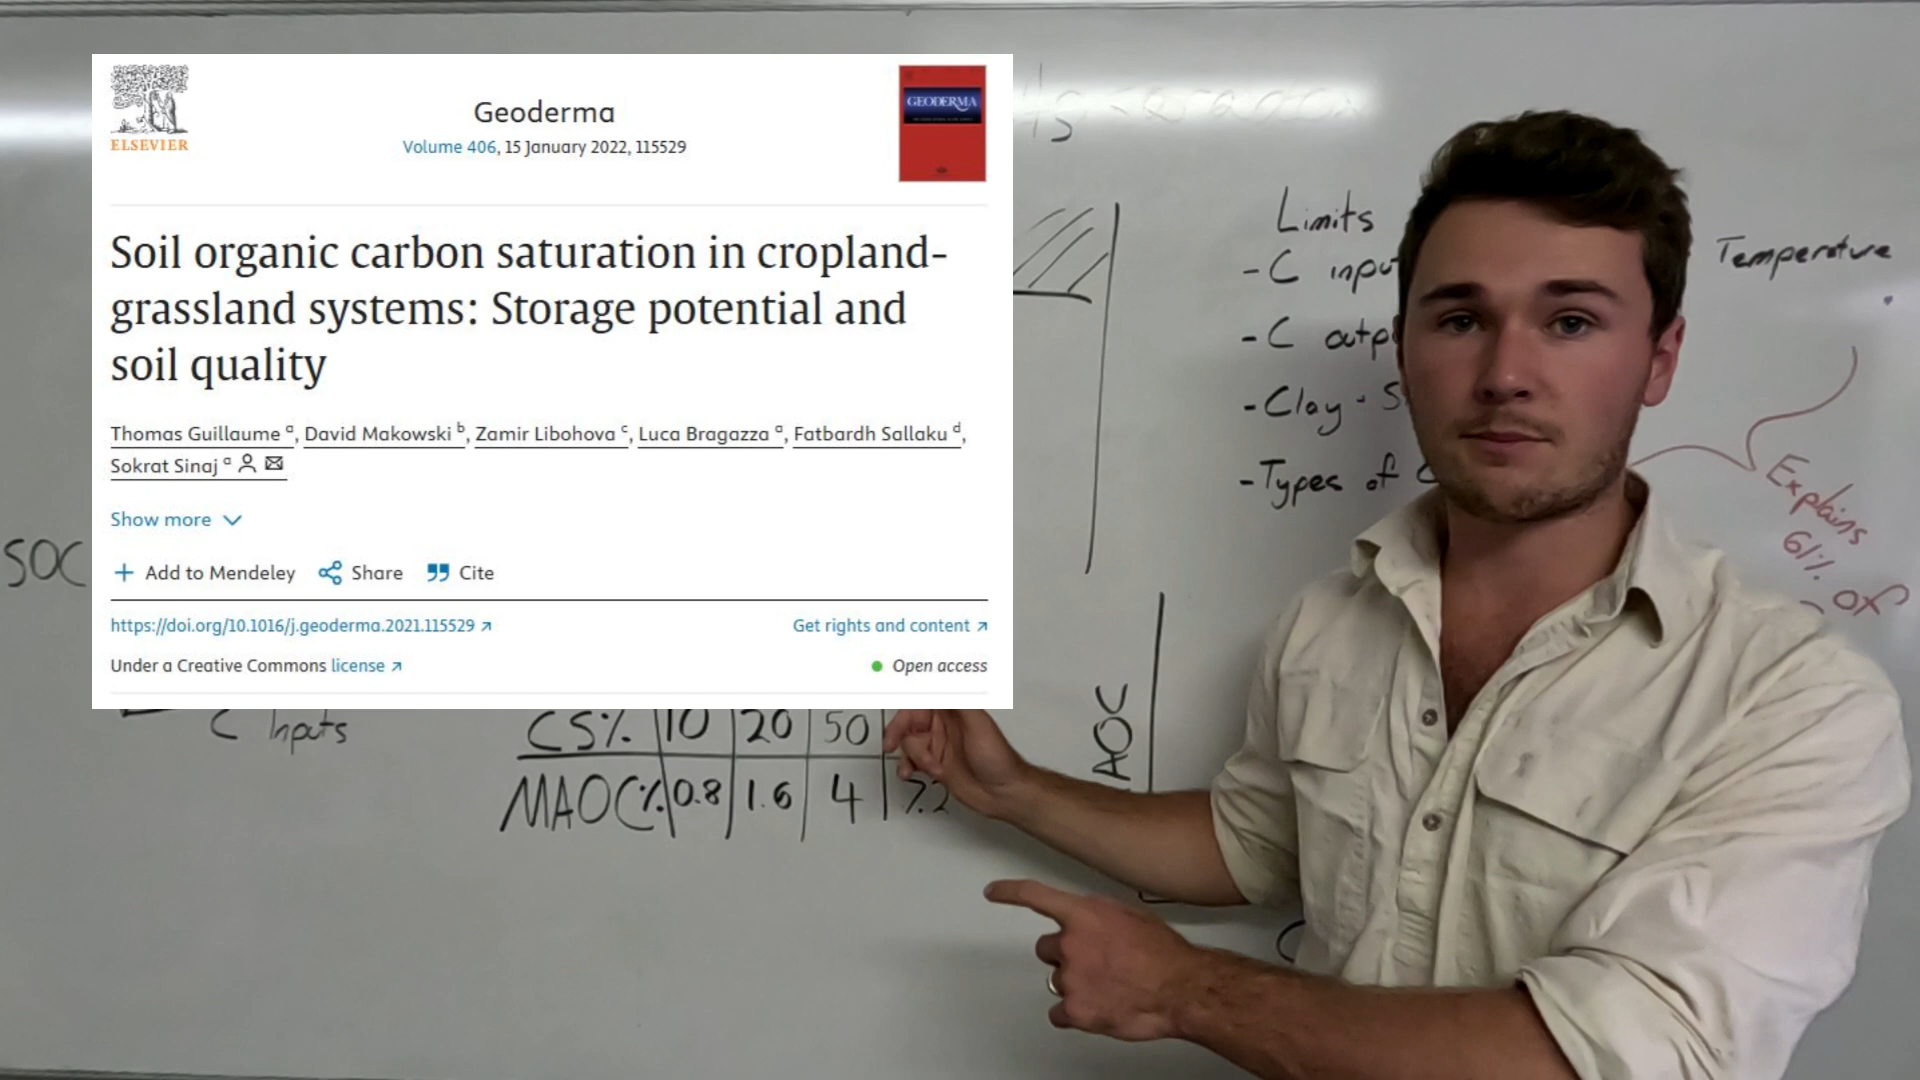 ELSEVIER
Geoderma
Volume 406, 15 January 2022, 115529
GEODERMA
Soil organic carbon saturation in cropland-
grassland systems: Storage potential and
soil quality
Thomas Guillaume a, David Makowski b, Zamir Libohova c, Luca Bragazza a, Fatbardh Sallaku d,
Sokrat Sinaj a
Show more
+ Add to Mendeley Share Cite
https://doi.org/10.1016/j.geoderma.2021.115529
Get rights and content
Under a Creative Commons license
Open access
SOC
C Inputs
CS% 10 20 50
MAOC% 0.8 1.6 4 7.2
Limits
- C
- C
- Clay
- Types of
Temperature
Explains
61% of